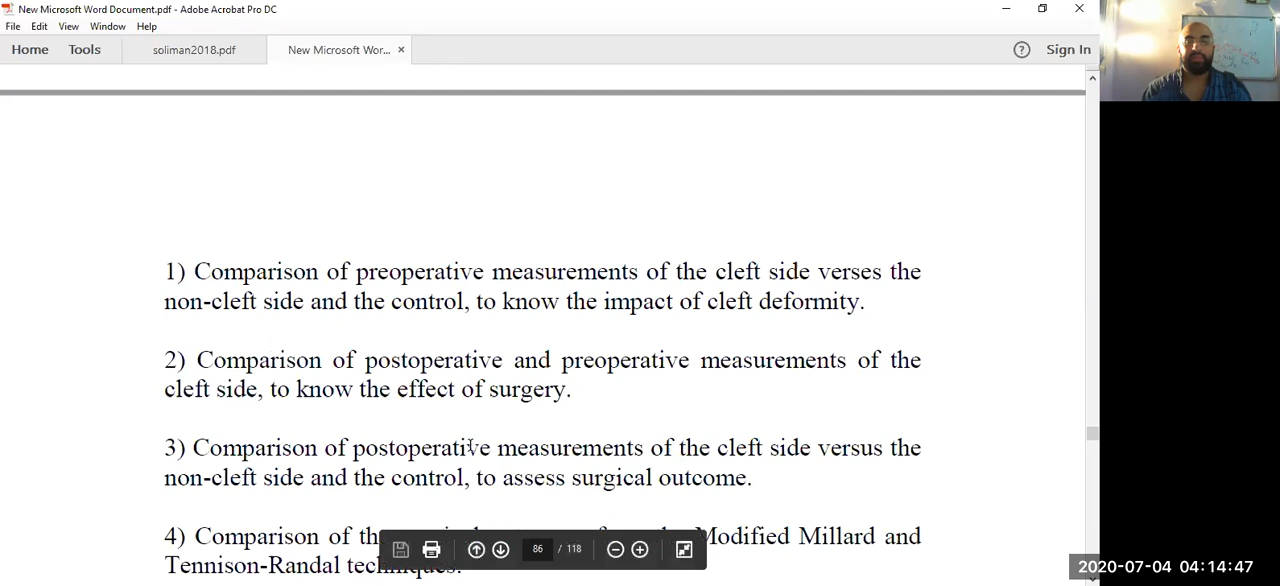 New Microsoft Word Document.pdf - Adobe Acrobat Pro DC
File Edit View Window Help
Home Tools soliman2018.pdf New Microsoft Wor... × ? Sign In
1) Comparison of preoperative measurements of the cleft side verses the
non-cleft side and the control, to know the impact of cleft deformity.
2) Comparison of postoperative and preoperative measurements of the
cleft side, to know the effect of surgery.
3) Comparison of postoperative measurements of the cleft side versus the
non-cleft side and the control, to assess surgical outcome.
4) Comparison of Modified Millard and
Tennison-Randal techniques.
86 / 118
2020-07-04 04:14:47